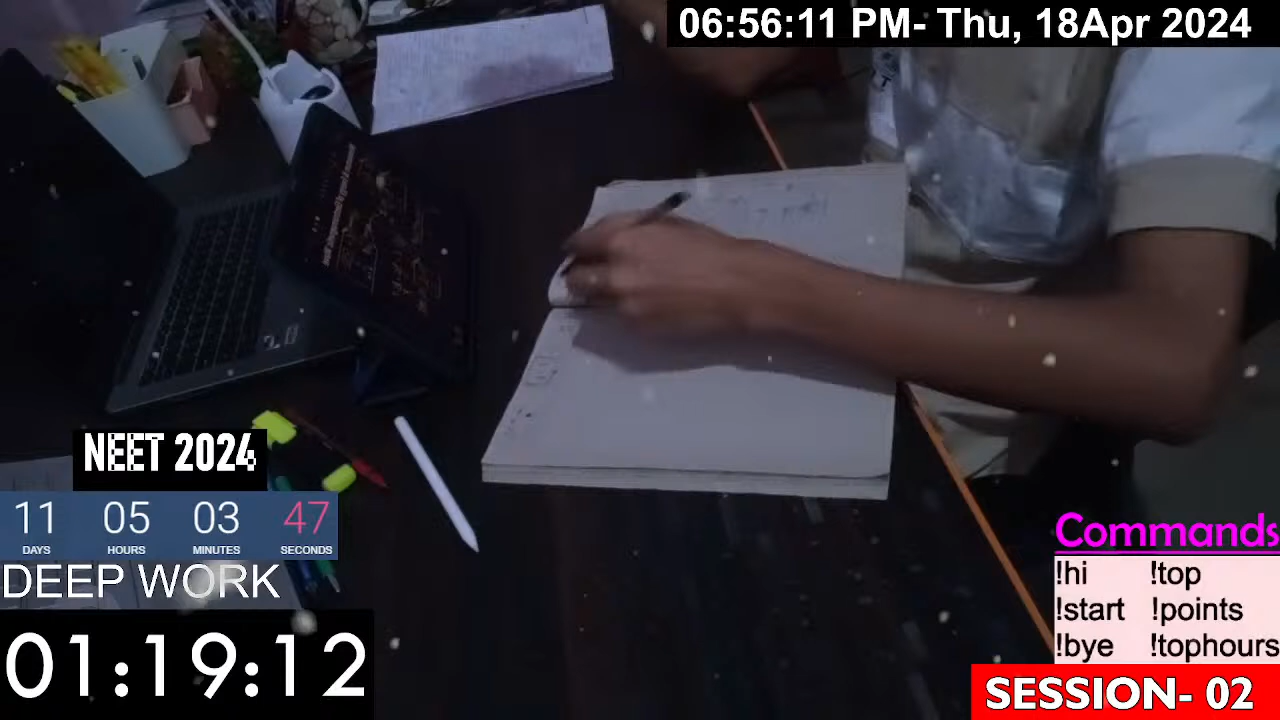 06:56:11 PM- Thu, 18Apr 2024
NEET 2024
11 05 03 47
DAYS HOURS MINUTES SECONDS
DEEP WORK
01:19:12
Commands
!hi !top
!start !points
!bye !tophours
SESSION- 02